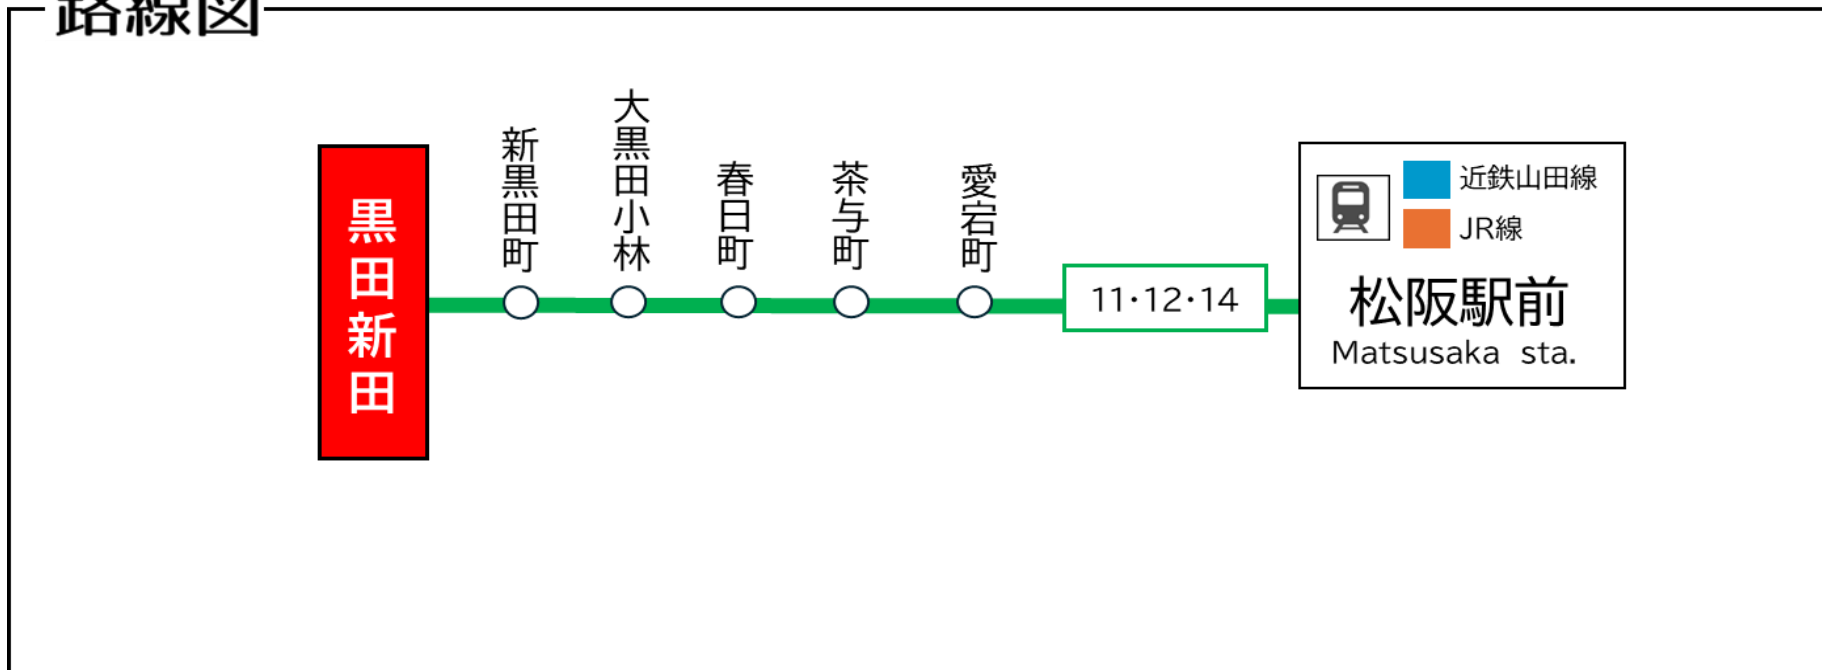 路線図
黒田新田
新黒田町
大黒田小林
春日町
茶与町
愛宕町
11・12・14
近鉄山田線
JR線
松阪駅前
Matsusaka sta.